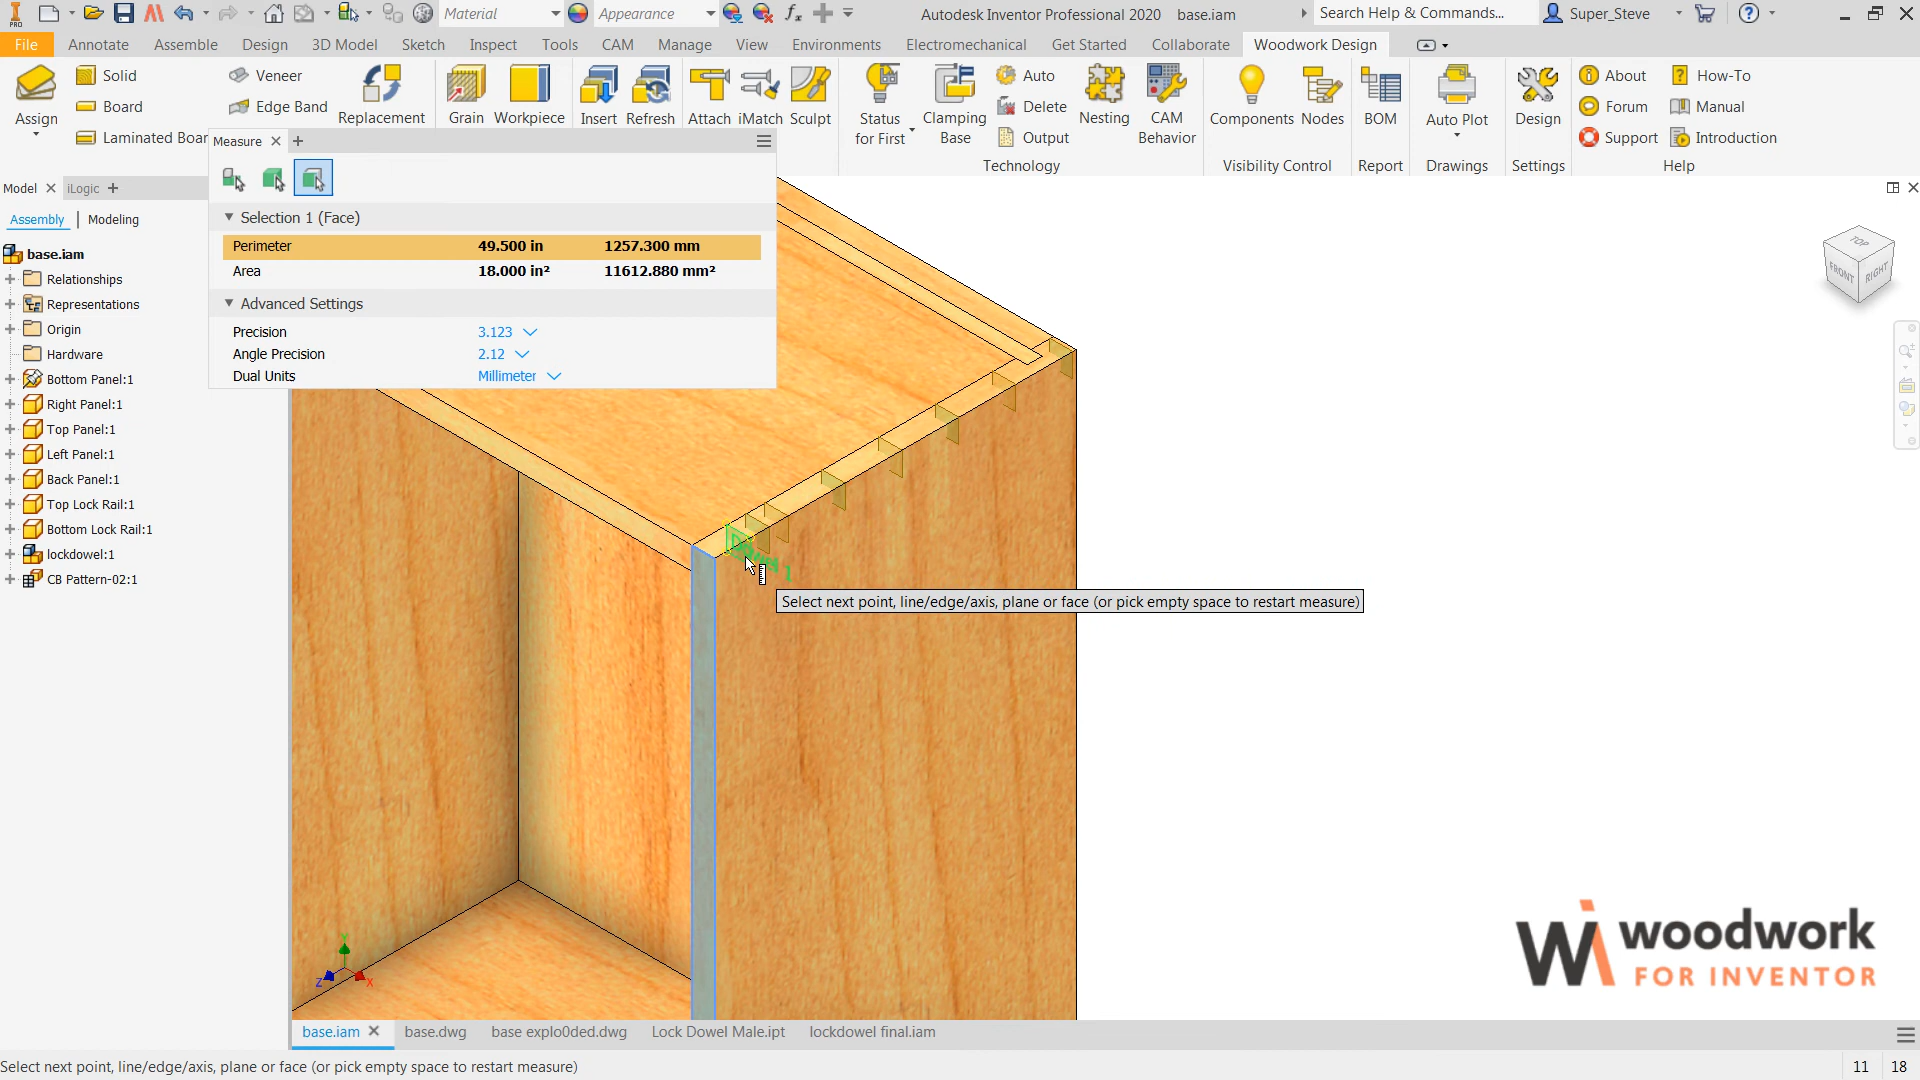 PRO
Material
Appearance
Autodesk Inventor Professional 2020 base.iam
Search Help & Commands...
Super_Steve
File Annotate Assemble Design 3D Model Sketch Inspect Tools CAM Manage View Environments Electromechanical Get Started Collaborate Woodwork Design
Assign
Solid
Board
Laminated Boar
Veneer
Edge Band
Replacement
Grain
Workpiece
Insert
Refresh
Attach
iMatch
Sculpt
Status
for First
Clamping
Base
Auto
Delete
Output
Nesting
CAM
Behavior
Technology
Components
Nodes
Visibility Control
BOM
Report
Auto Plot
Drawings
Design
Settings
About
Forum
Support
How-To
Manual
Introduction
Help
Measure
Selection 1 (Face)
Perimeter 49.500 in 1257.300 mm
Area 18.000 in² 11612.880 mm²
Advanced Settings
Precision 3.123
Angle Precision 2.12
Dual Units Millimeter
Model
iLogic
Assembly | Modeling
base.iam
Relationships
Representations
Origin
Hardware
Bottom Panel:1
Right Panel:1
Top Panel:1
Left Panel:1
Back Panel:1
Top Lock Rail:1
Bottom Lock Rail:1
lockdowel:1
CB Pattern-02:1
TOP
FRONT
RIGHT
1
Select next point, line/edge/axis, plane or face (or pick empty space to restart measure)
Y
Z
X
woodwork
FOR INVENTOR
base.iam base.dwg base explo0ded.dwg Lock Dowel Male.ipt lockdowel final.iam
Select next point, line/edge/axis, plane or face (or pick empty space to restart measure)
11 18